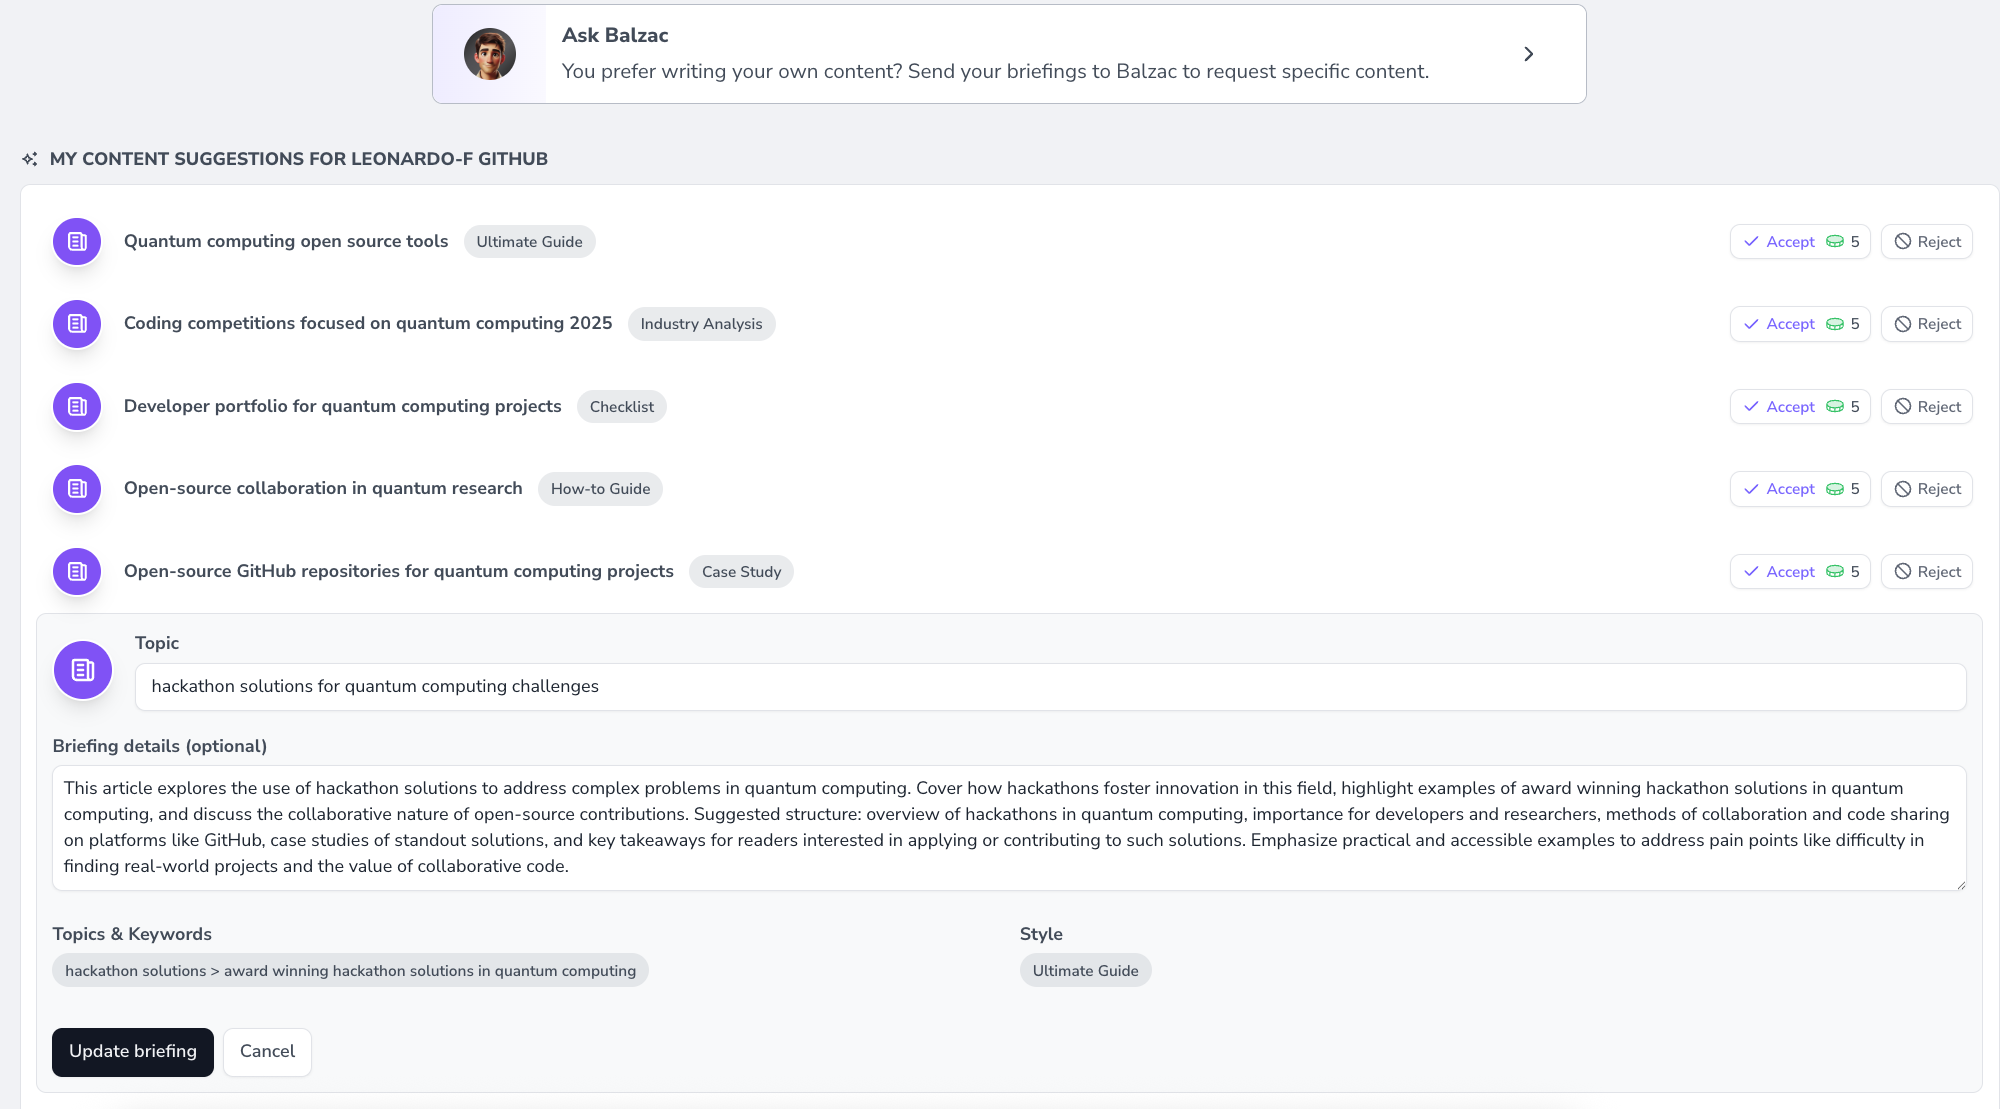 Ask Balzac
You prefer writing your own content? Send your briefings to Balzac to request specific content.
MY CONTENT SUGGESTIONS FOR LEONARDO-F GITHUB
Quantum computing open source tools Ultimate Guide Accept 5 Reject
Coding competitions focused on quantum computing 2025 Industry Analysis Accept 5 Reject
Developer portfolio for quantum computing projects Checklist Accept 5 Reject
Open-source collaboration in quantum research How-to Guide Accept 5 Reject
Open-source GitHub repositories for quantum computing projects Case Study Accept 5 Reject
Topic
hackathon solutions for quantum computing challenges
Briefing details (optional)
This article explores the use of hackathon solutions to address complex problems in quantum computing. Cover how hackathons foster innovation in this field, highlight examples of award winning hackathon solutions in quantum
computing, and discuss the collaborative nature of open-source contributions. Suggested structure: overview of hackathons in quantum computing, importance for developers and researchers, methods of collaboration and code sharing
on platforms like GitHub, case studies of standout solutions, and key takeaways for readers interested in applying or contributing to such solutions. Emphasize practical and accessible examples to address pain points like difficulty in
finding real-world projects and the value of collaborative code.
Topics & Keywords Style
hackathon solutions > award winning hackathon solutions in quantum computing Ultimate Guide
Update briefing Cancel